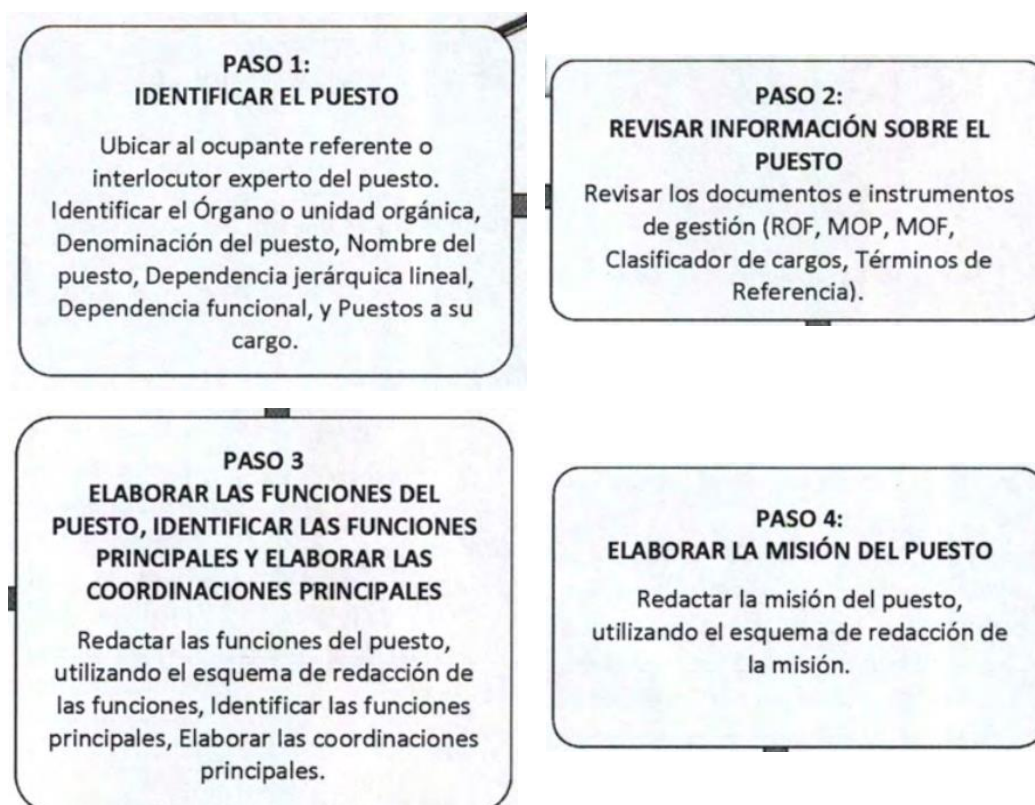 PASO 1:
IDENTIFICAR EL PUESTO
Ubicar al ocupante referente o
interlocutor experto del puesto.
Identificar el Órgano o unidad orgánica,
Denominación del puesto, Nombre del
puesto, Dependencia jerárquica lineal,
Dependencia funcional, y Puestos a su
cargo.
PASO 2:
REVISAR INFORMACIÓN SOBRE EL
PUESTO
Revisar los documentos e instrumentos
de gestión (ROF, MOP, MOF,
Clasificador de cargos, Términos de
Referencia).
PASO 3
ELABORAR LAS FUNCIONES DEL
PUESTO, IDENTIFICAR LAS FUNCIONES
PRINCIPALES Y ELABORAR LAS
COORDINACIONES PRINCIPALES
Redactar las funciones del puesto,
utilizando el esquema de redacción de
las funciones, Identificar las funciones
principales, Elaborar las coordinaciones
principales.
PASO 4:
ELABORAR LA MISIÓN DEL PUESTO
Redactar la misión del puesto,
utilizando el esquema de redacción de
la misión.